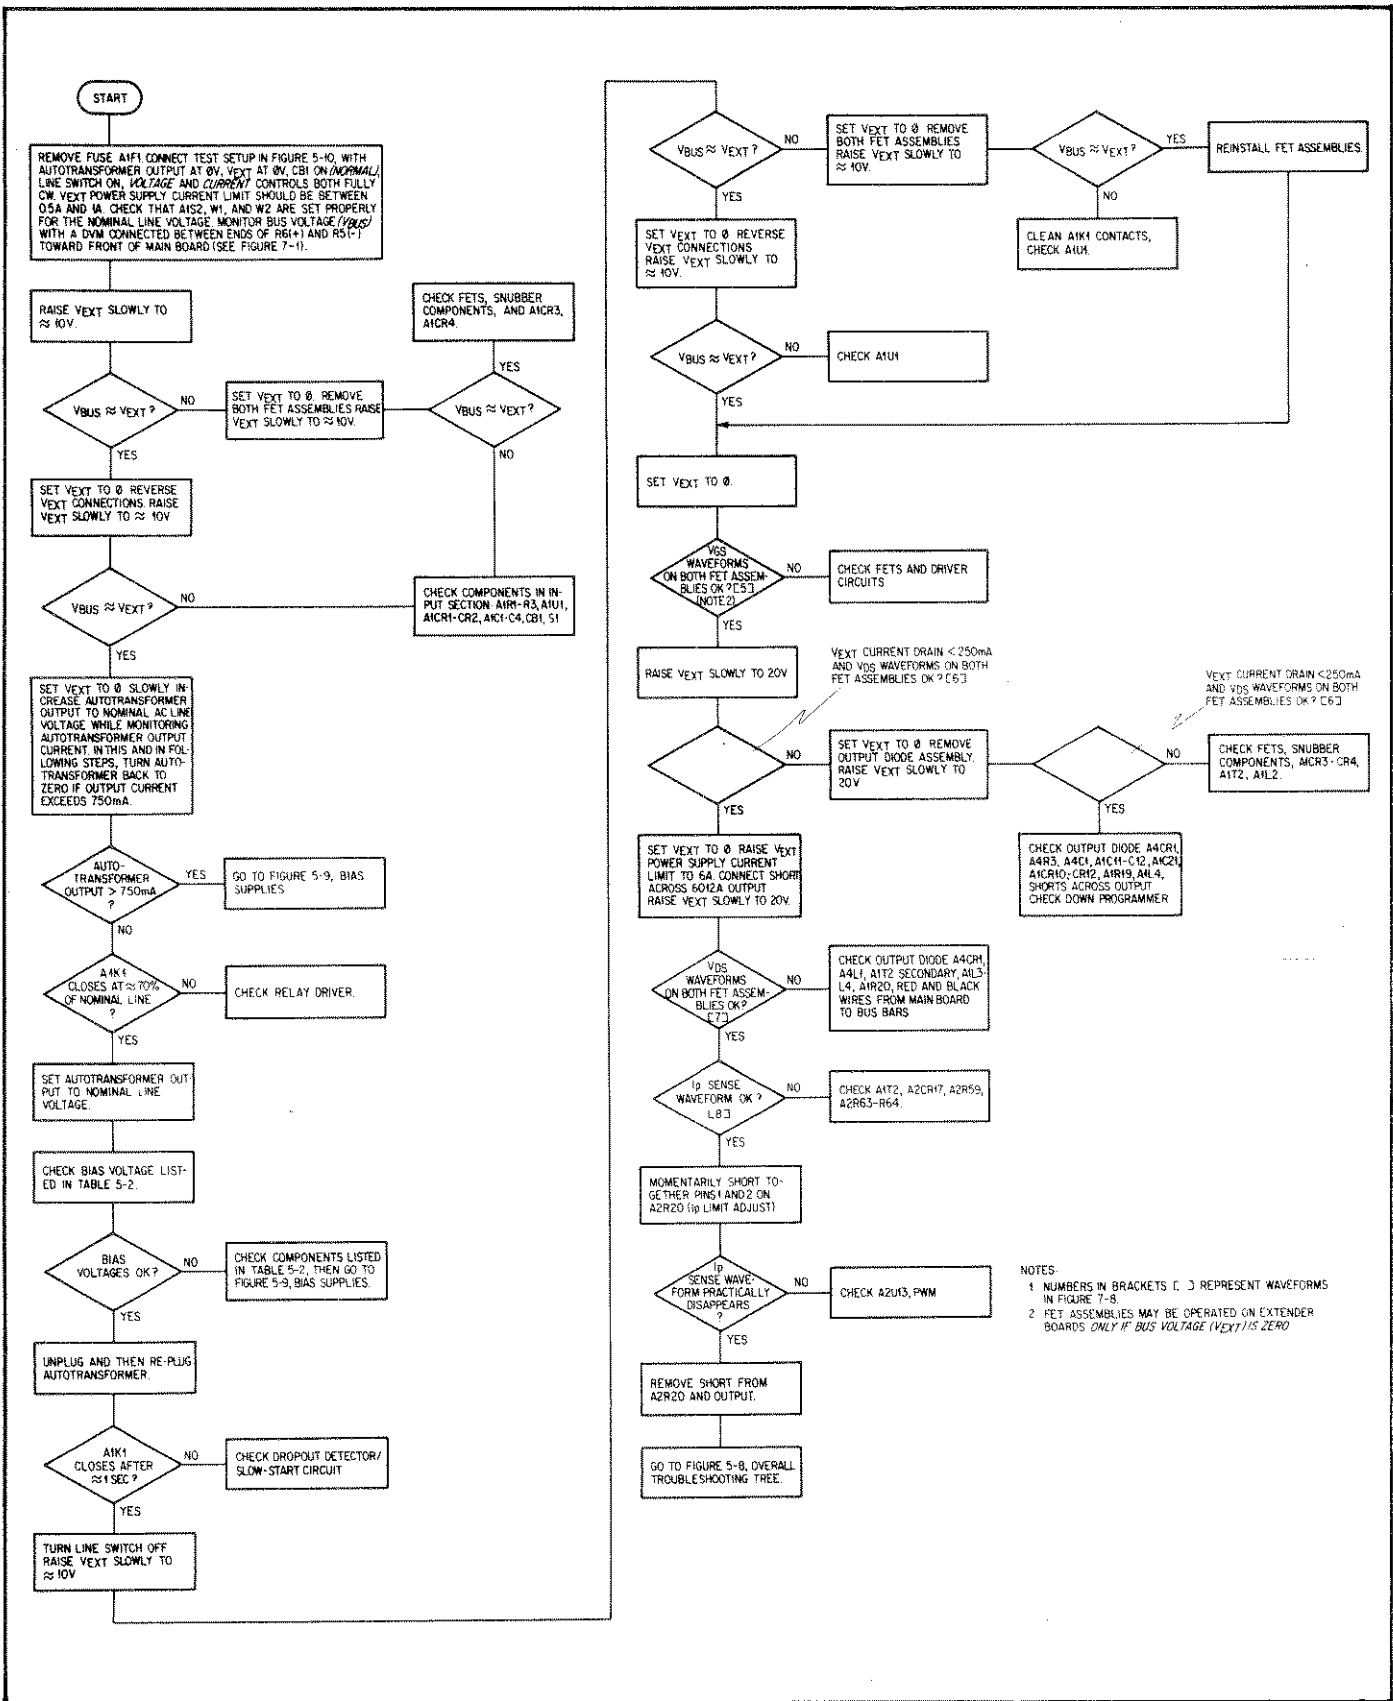 START
REMOVE FUSE A1F1. CONNECT TEST SETUP IN FIGURE 5-10, WITH
AUTOTRANSFORMER OUTPUT AT 0V, VEXT AT 0V, CB1 ON (NORMAL),
LINE SWITCH ON, VOLTAGE AND CURRENT CONTROLS BOTH FULLY
CW. VEXT POWER SUPPLY CURRENT LIMIT SHOULD BE BETWEEN
0.5A AND 1A. CHECK THAT A1S2, W1, AND W2 ARE SET PROPERLY
FOR THE NOMINAL LINE VOLTAGE. MONITOR BUS VOLTAGE (VBUS)
WITH A DVM CONNECTED BETWEEN ENDS OF R6(+) AND R5(-)
TOWARD FRONT OF MAIN BOARD (SEE FIGURE 7-1).
RAISE VEXT SLOWLY TO
≈ 10V.
VBUS ≈ VEXT?
NO
SET VEXT TO 0. REMOVE
BOTH FET ASSEMBLIES RAISE
VEXT SLOWLY TO ≈ 10V.
VBUS ≈ VEXT?
YES
CHECK FETS, SNUBBER
COMPONENTS, AND A1CR3,
A1CR4.
NO
YES
SET VEXT TO 0 REVERSE
VEXT CONNECTIONS. RAISE
VEXT SLOWLY TO ≈ 10V
VBUS ≈ VEXT?
NO
CHECK COMPONENTS IN IN-
PUT SECTION: A1R1-R3, A1U1,
A1CR1-CR2, A1C1-C4, CB1, S1
YES
SET VEXT TO 0 SLOWLY IN-
CREASE AUTOTRANSFORMER
OUTPUT TO NOMINAL AC LINE
VOLTAGE WHILE MONITORING
AUTOTRANSFORMER OUTPUT
CURRENT. IN THIS AND IN FOL-
LOWING STEPS, TURN AUTO-
TRANSFORMER BACK TO
ZERO IF OUTPUT CURRENT
EXCEEDS 750mA.
AUTO-
TRANSFORMER
OUTPUT > 750mA
?
YES
GO TO FIGURE 5-9, BIAS
SUPPLIES
NO
A1K1
CLOSES AT ≈ 70%
OF NOMINAL LINE
?
NO
CHECK RELAY DRIVER.
YES
SET AUTOTRANSFORMER OUT-
PUT TO NOMINAL LINE
VOLTAGE.
CHECK BIAS VOLTAGE LIST-
ED IN TABLE 5-2.
BIAS
VOLTAGES OK?
NO
CHECK COMPONENTS LISTED
IN TABLE 5-2, THEN GO TO
FIGURE 5-9, BIAS SUPPLIES.
YES
UNPLUG AND THEN RE-PLUG
AUTOTRANSFORMER.
A1K1
CLOSES AFTER
≈ 1 SEC?
NO
CHECK DROPOUT DETECTOR/
SLOW-START CIRCUIT
YES
TURN LINE SWITCH OFF
RAISE VEXT SLOWLY TO
≈ 10V
VBUS ≈ VEXT?
NO
SET VEXT TO 0 REMOVE
BOTH FET ASSEMBLIES
RAISE VEXT SLOWLY TO
≈ 10V.
VBUS ≈ VEXT?
YES
REINSTALL FET ASSEMBLIES.
NO
CLEAN A1K1 CONTACTS,
CHECK A1U1.
YES
SET VEXT TO 0 REVERSE
VEXT CONNECTIONS
RAISE VEXT SLOWLY TO
≈ 10V.
VBUS ≈ VEXT?
NO
CHECK A1U1
YES
SET VEXT TO 0.
VGS
WAVEFORMS
ON BOTH FET ASSEM-
BLIES OK? [5]
(NOTE 2)
NO
CHECK FETS AND DRIVER
CIRCUITS
YES
RAISE VEXT SLOWLY TO 20V
VEXT CURRENT DRAIN < 250mA
AND VDS WAVEFORMS ON BOTH
FET ASSEMBLIES OK? [6]
NO
SET VEXT TO 0 REMOVE
OUTPUT DIODE ASSEMBLY.
RAISE VEXT SLOWLY TO
20V
VEXT CURRENT DRAIN <250mA
AND VDS WAVEFORMS ON BOTH
FET ASSEMBLIES OK? [6]
NO
CHECK FETS, SNUBBER
COMPONENTS, A1CR3-CR4,
A1T2, A1L2.
YES
CHECK OUTPUT DIODE A4CR1,
A4R3, A4C1, A1C11-C12, A1C21,
A1CR10-CR12, A1R19, A1L4,
SHORTS ACROSS OUTPUT
CHECK DOWN PROGRAMMER
YES
SET VEXT TO 0 RAISE VEXT
POWER SUPPLY CURRENT
LIMIT TO 6A. CONNECT SHORT
ACROSS 6012A OUTPUT
RAISE VEXT SLOWLY TO 20V.
VDS
WAVEFORMS
ON BOTH FET ASSEM-
BLIES OK?
[7]
NO
CHECK OUTPUT DIODE A4CR1,
A4L1, A1T2 SECONDARY, A1L3-
L4, A1R20, RED AND BLACK
WIRES FROM MAIN BOARD
TO BUS BARS
YES
Ip SENSE
WAVEFORM OK?
[8]
NO
CHECK A1T2, A2CR17, A2R59,
A2R63-R64.
YES
MOMENTARILY SHORT TO-
GETHER PINS 1 AND 2 ON
A2R20 (Ip LIMIT ADJUST)
Ip
SENSE WAVE-
FORM PRACTICALLY
DISAPPEARS
?
NO
CHECK A2U13, PWM
YES
REMOVE SHORT FROM
A2R20 AND OUTPUT.
GO TO FIGURE 5-8, OVERALL
TROUBLESHOOTING TREE.
NOTES:
1 NUMBERS IN BRACKETS [ ] REPRESENT WAVEFORMS
IN FIGURE 7-8.
2 FET ASSEMBLIES MAY BE OPERATED ON EXTENDER
BOARDS ONLY IF BUS VOLTAGE (VEXT) IS ZERO